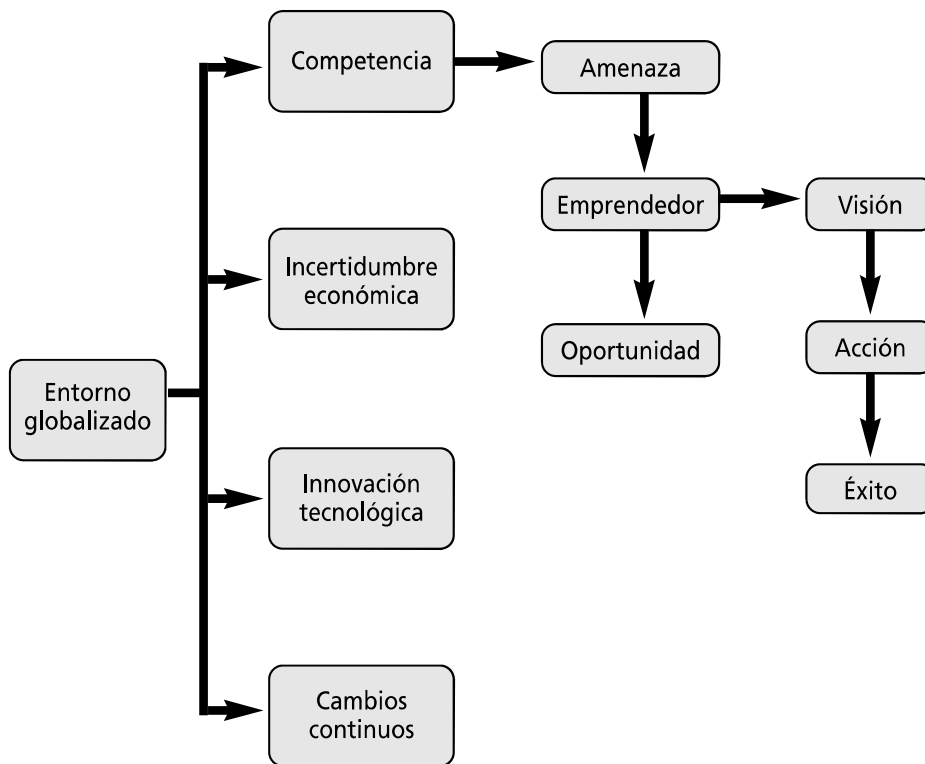 Competencia
Amenaza
Emprendedor
Visión
Incertidumbre
económica
Oportunidad
Acción
Entorno
globalizado
Innovación
tecnológica
Éxito
Cambios
continuos